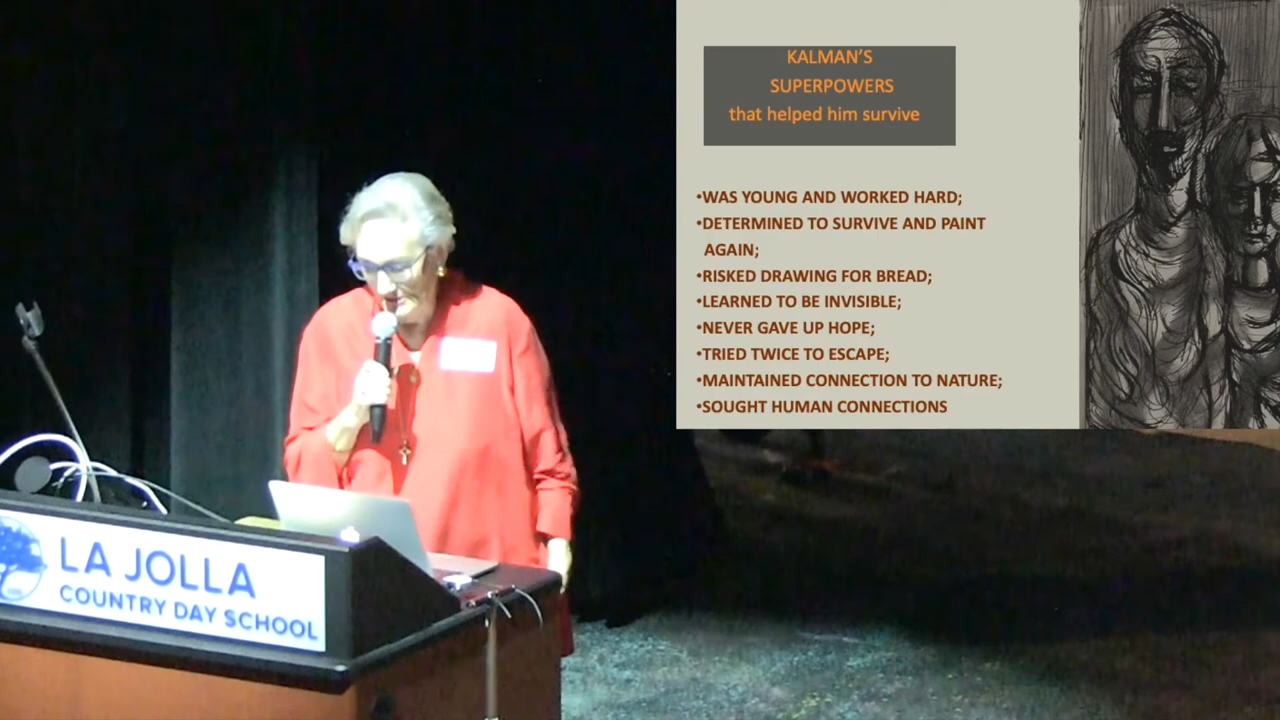 KALMAN'S
SUPERPOWERS
that helped him survive
•WAS YOUNG AND WORKED HARD;
•DETERMINED TO SURVIVE AND PAINT
AGAIN;
•RISKED DRAWING FOR BREAD;
•LEARNED TO BE INVISIBLE;
•NEVER GAVE UP HOPE;
•TRIED TWICE TO ESCAPE;
•MAINTAINED CONNECTION TO NATURE;
•SOUGHT HUMAN CONNECTIONS
LA JOLLA
COUNTRY DAY SCHOOL